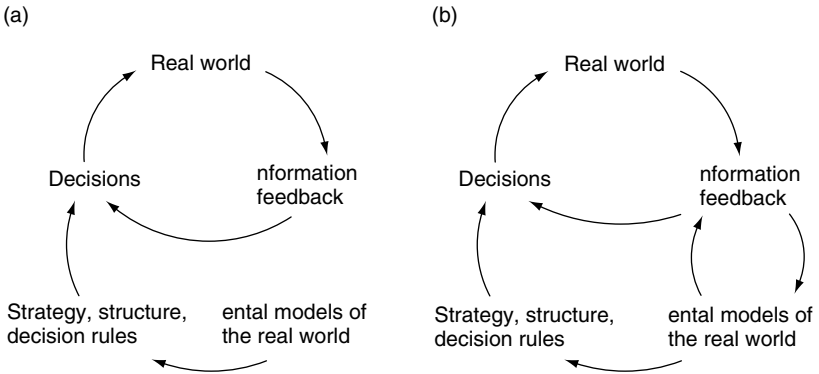 (a)
Real world
Decisions
nformation
feedback
Strategy, structure,
decision rules
ental models of
the real world
(b)
Real world
Decisions
nformation
feedback
Strategy, structure,
decision rules
ental models of
the real world